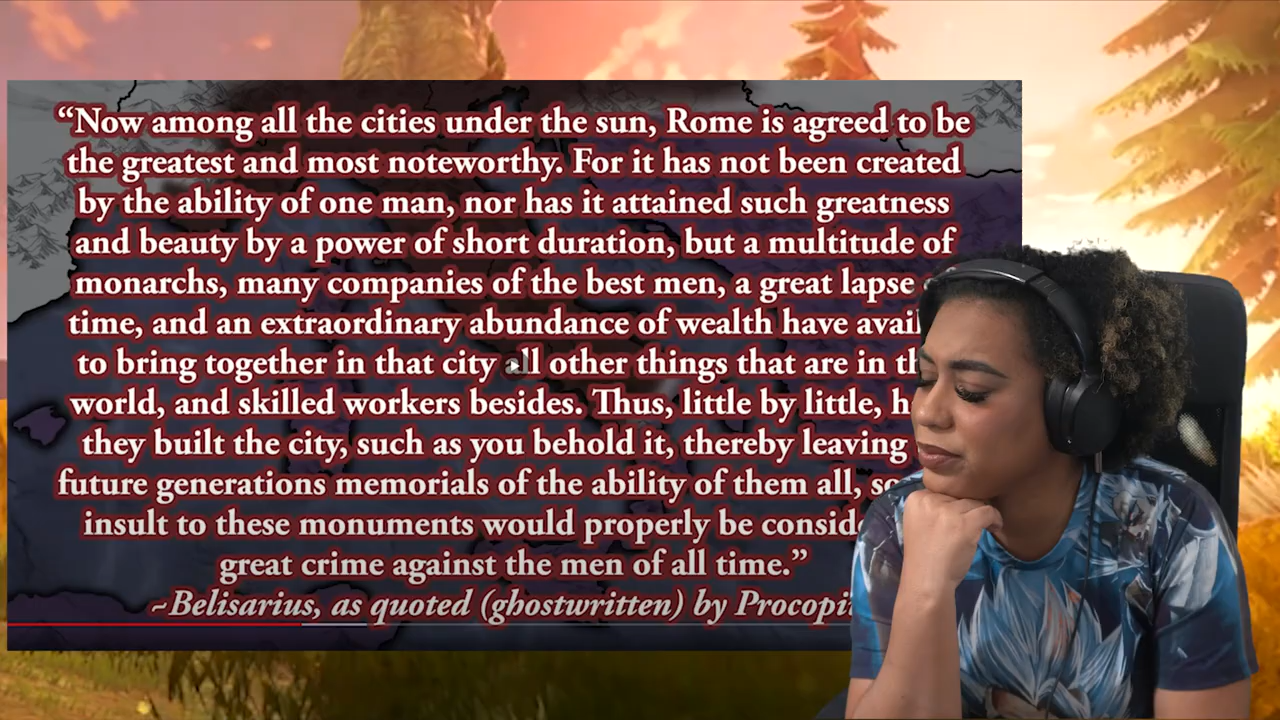 “Now among all the cities under the sun, Rome is agreed to be
the greatest and most noteworthy. For it has not been created
by the ability of one man, nor has it attained such greatness
and beauty by a power of short duration, but a multitude of
monarchs, many companies of the best men, a great lapse
time, and an extraordinary abundance of wealth have
to bring together in that city all other things that are in
world, and skilled workers besides. Thus, little by little,
they built the city, such as you behold it, thereby leaving
future generations memorials of the ability of them all,
insult to these monuments would properly be
great crime against the men of all time.”
~Belisarius, as quoted (ghostwritten) by